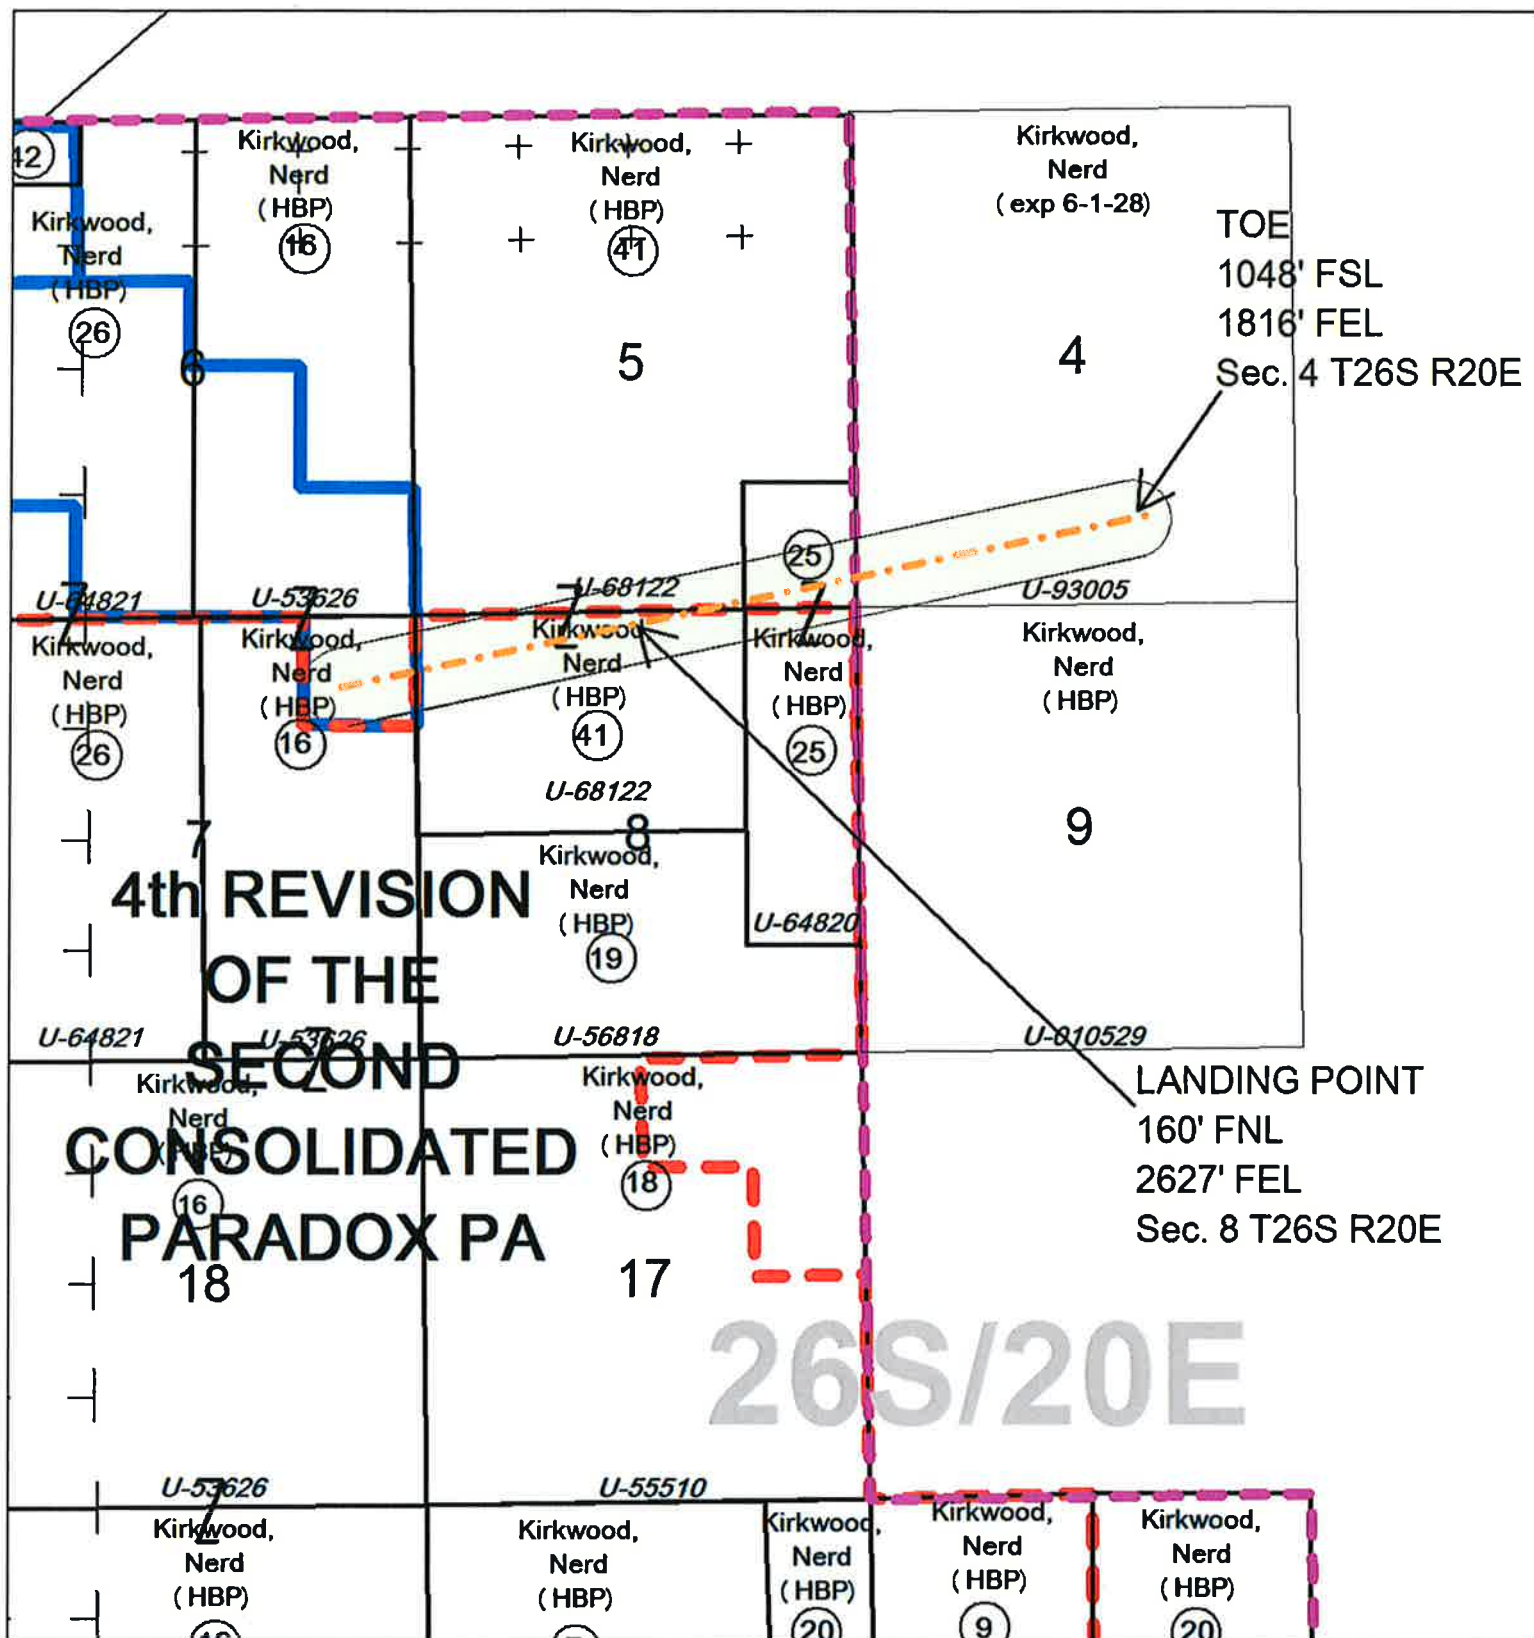 42
Kirkwood,
Nerd
(HBP)
26
Kirkwood,
Nerd
(HBP)
16
Kirkwood,
Nerd
(HBP)
41
Kirkwood,
Nerd
( exp 6-1-28)
TOE
1048' FSL
1816' FEL
Sec. 4 T26S R20E
6
5
4
25
U-64821
U-53626
U-68122
U-93005
Kirkwood,
Nerd
(HBP)
26
Kirkwood,
Nerd
(HBP)
16
Kirkwood,
Nerd
(HBP)
41
U-68122
Kirkwood,
Nerd
(HBP)
25
Kirkwood,
Nerd
(HBP)
7
8
9
Kirkwood,
Nerd
(HBP)
19
U-64820
4th REVISION
OF THE
SECOND
CONSOLIDATED
PARADOX PA
U-64821
U-53626
U-56818
U-010529
LANDING POINT
160' FNL
2627' FEL
Sec. 8 T26S R20E
Kirkwood,
Nerd
(HBP)
16
18
Kirkwood,
Nerd
(HBP)
18
17
26S/20E
U-53626
U-55510
Kirkwood,
Nerd
(HBP)
Kirkwood,
Nerd
(HBP)
Kirkwood,
Nerd
(HBP)
20
Kirkwood,
Nerd
(HBP)
9
Kirkwood,
Nerd
(HBP)
20